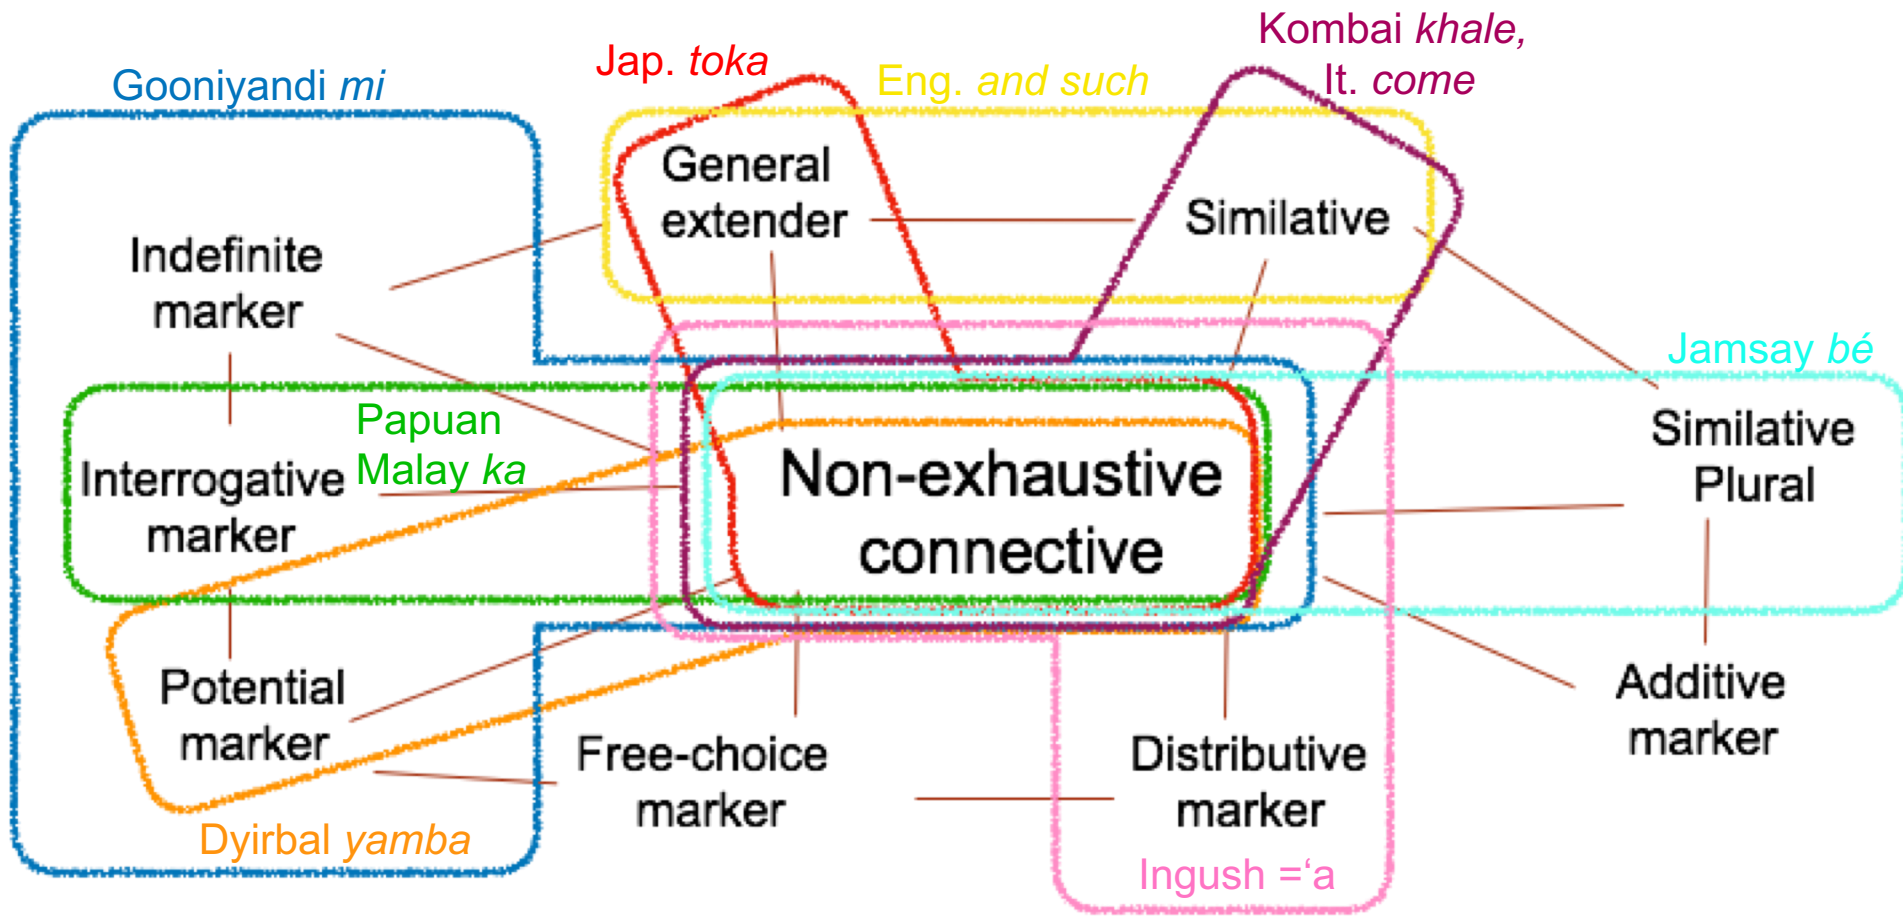 Kombai khale,
It. come
Jap. toka
Eng. and such
Gooniyandi mi
General
extender
Similative
Indefinite
marker
Jamsay bé
Papuan
Malay ka
Interrogative
marker
Non-exhaustive
connective
Similative
Plural
Potential
marker
Free-choice
marker
Distributive
marker
Additive
marker
Dyirbal yamba
Ingush =‘a